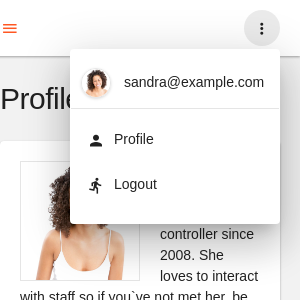 Profile
sandra@example.com
Profile
Logout
controller since
2008. She
loves to interact
with staff so if you`ve not met her, be